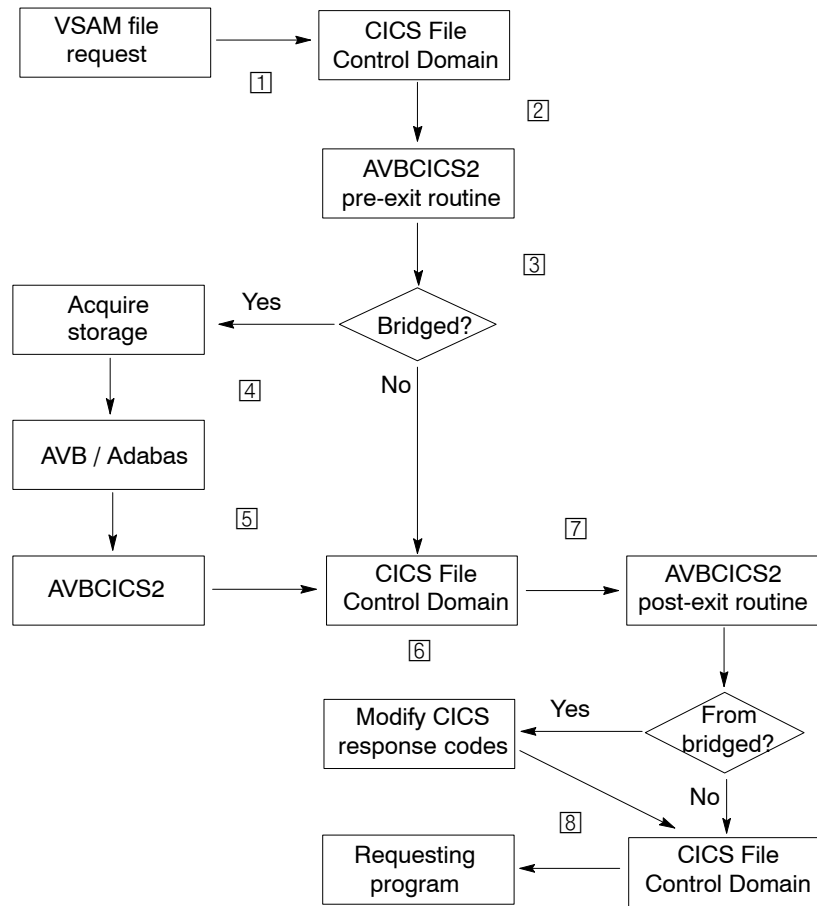 VSAM file
request
CICS File
Control Domain
1
2
AVBCICS2
pre-exit routine
3
Acquire
storage
Yes
Bridged?
4
No
AVB / Adabas
5
7
AVBCICS2
CICS File
Control Domain
AVBCICS2
post-exit routine
6
Modify CICS
response codes
Yes
From
bridged?
No
8
Requesting
program
CICS File
Control Domain